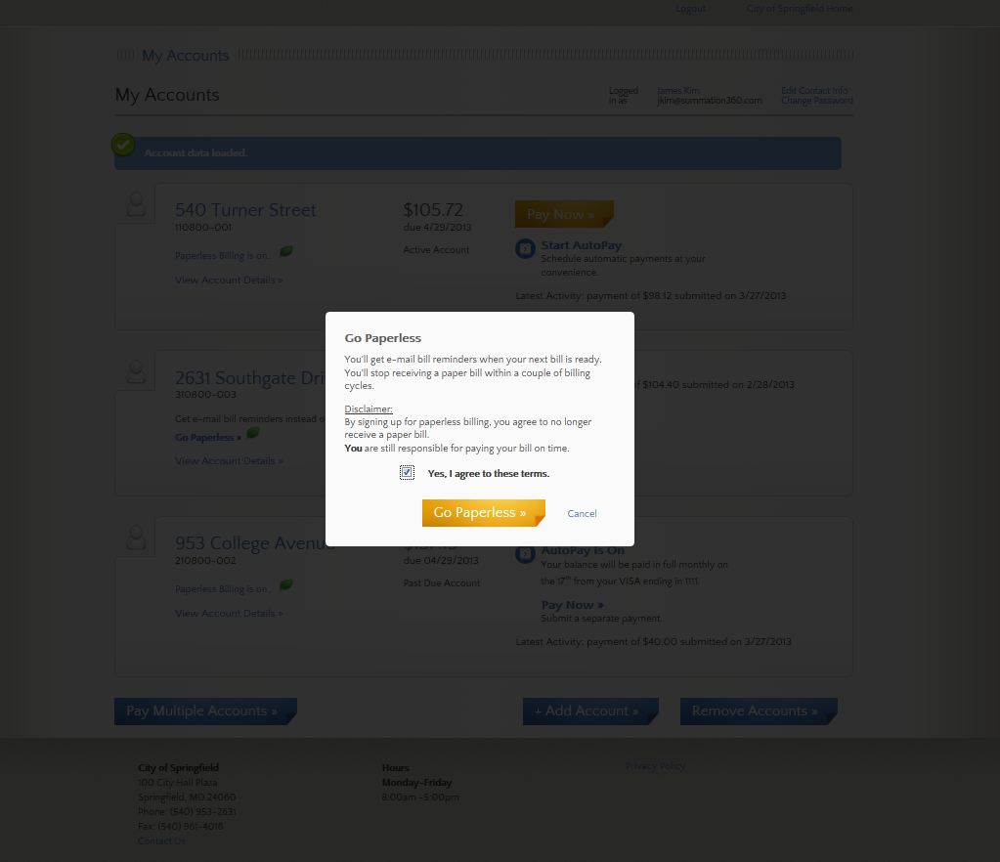 Logout City of Springfield Home
My Accounts
My Accounts
Logged in as
James Kim
jkim@summation360.com
Edit Contact Info
Change Password
Account data loaded.
540 Turner Street
110800-001
Paperless Billing is on..
View Account Details »
$105.72
due 4/29/2013
Active Account
Pay Now »
Start AutoPay
Schedule automatic payments at your
convenience.
Latest Activity: payment of $98.12 submitted on 3/27/2013
2631 Southgate Dri
310800-003
Get e-mail bill reminders instead o
Go Paperless »
View Account Details »
f $104.40 submitted on 2/28/2013
Go Paperless
You'll get e-mail bill reminders when your next bill is ready.
You'll stop receiving a paper bill within a couple of billing
cycles.
Disclaimer:
By signing up for paperless billing, you agree to no longer
receive a paper bill.
You are still responsible for paying your bill on time.
Yes, I agree to these terms.
Go Paperless »
Cancel
953 College Avenue
210800-002
Paperless Billing is on..
View Account Details »
due 04/29/2013
Past Due Account
AutoPay Is On
Your balance will be paid in full monthly on
the 17th from your VISA ending in 1111.
Pay Now »
Submit a separate payment.
Latest Activity: payment of $40.00 submitted on 3/27/2013
Pay Multiple Accounts »
+ Add Account »
Remove Accounts »
City of Springfield
100 City Hall Plaza
Springfield, MD 24060
Phone: (540) 953-2631
Fax: (540) 961-4016
Contact Us
Hours
Monday-Friday
8:00am -5:00pm
Privacy Policy